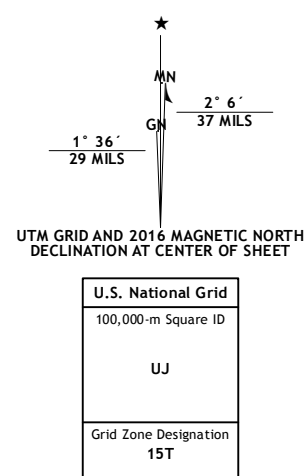 ★
MN
GN
2° 6´
37 MILS
1° 36´
29 MILS
UTM GRID AND 2016 MAGNETIC NORTH
DECLINATION AT CENTER OF SHEET
U.S. National Grid
100,000-m Square ID
UJ
Grid Zone Designation
15T